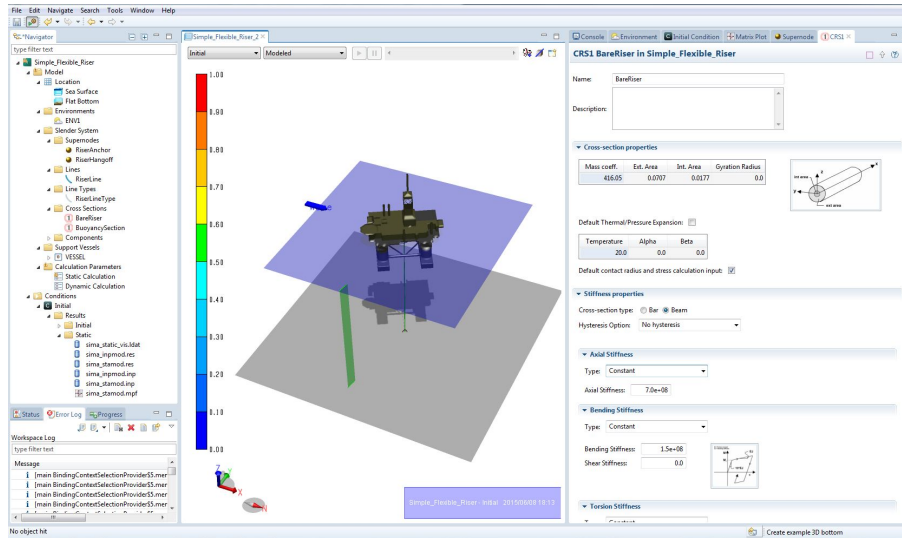 File Edit Navigate Search Tools Window Help
Navigator
type filter text
Simple_Flexible_Riser
Model
Location
Sea Surface
Flat Bottom
Environments
ENV1
Slender System
Supernodes
RiserAnchor
RiserHangoff
Lines
RiserLine
Line Types
RiserLineType
Cross Sections
BareRiser
BuoyancySection
Components
Support Vessels
VESSEL
Calculation Parameters
Static Calculation
Dynamic Calculation
Conditions
Initial
Results
Initial
Static
sima_static_vis.ldat
sima_inpmod.res
sima_stamod.res
sima_inpmod.inp
sima_stamod.inp
sima_stamod.mpf
Status Error Log Progress
Workspace Log
type filter text
Message
[main BindingContextSelectionProvider$5.mer
[main BindingContextSelectionProvider$5.mer
[main BindingContextSelectionProvider$5.mer
[main BindingContextSelectionProvider$5.mer
No object hit
Simple_Flexible_Riser_2
Initial Modeled
1.00
0.90
0.80
0.70
0.60
0.50
0.40
0.30
0.20
0.10
0.00
Z Y
X
N
Simple_Flexible_Riser - Initial
Console Environment Initial Condition Matrix Plot Supernode CRS1
CRS1 BareRiser in Simple_Flexible_Riser
Name: BareRiser
Description:
Cross-section properties
Mass coeff. Ext. Area Int. Area Gyration Radius
416.05 0.0707 0.0177 0.0
int area
x
y
z
ext area
Default Thermal/Pressure Expansion:
Temperature Alpha Beta
20.0 0.0 0.0
Default contact radius and stress calculation input:
Stiffness properties
Cross-section type: Bar Beam
Hysteresis Option: No hysteresis
Axial Stiffness
Type: Constant
Axial Stiffness: 7.0e+08
Bending Stiffness
Type: Constant
Bending Stiffness: 1.5e+08
Shear Stiffness: 0.0
Torsion Stiffness
Create example 3D bottom